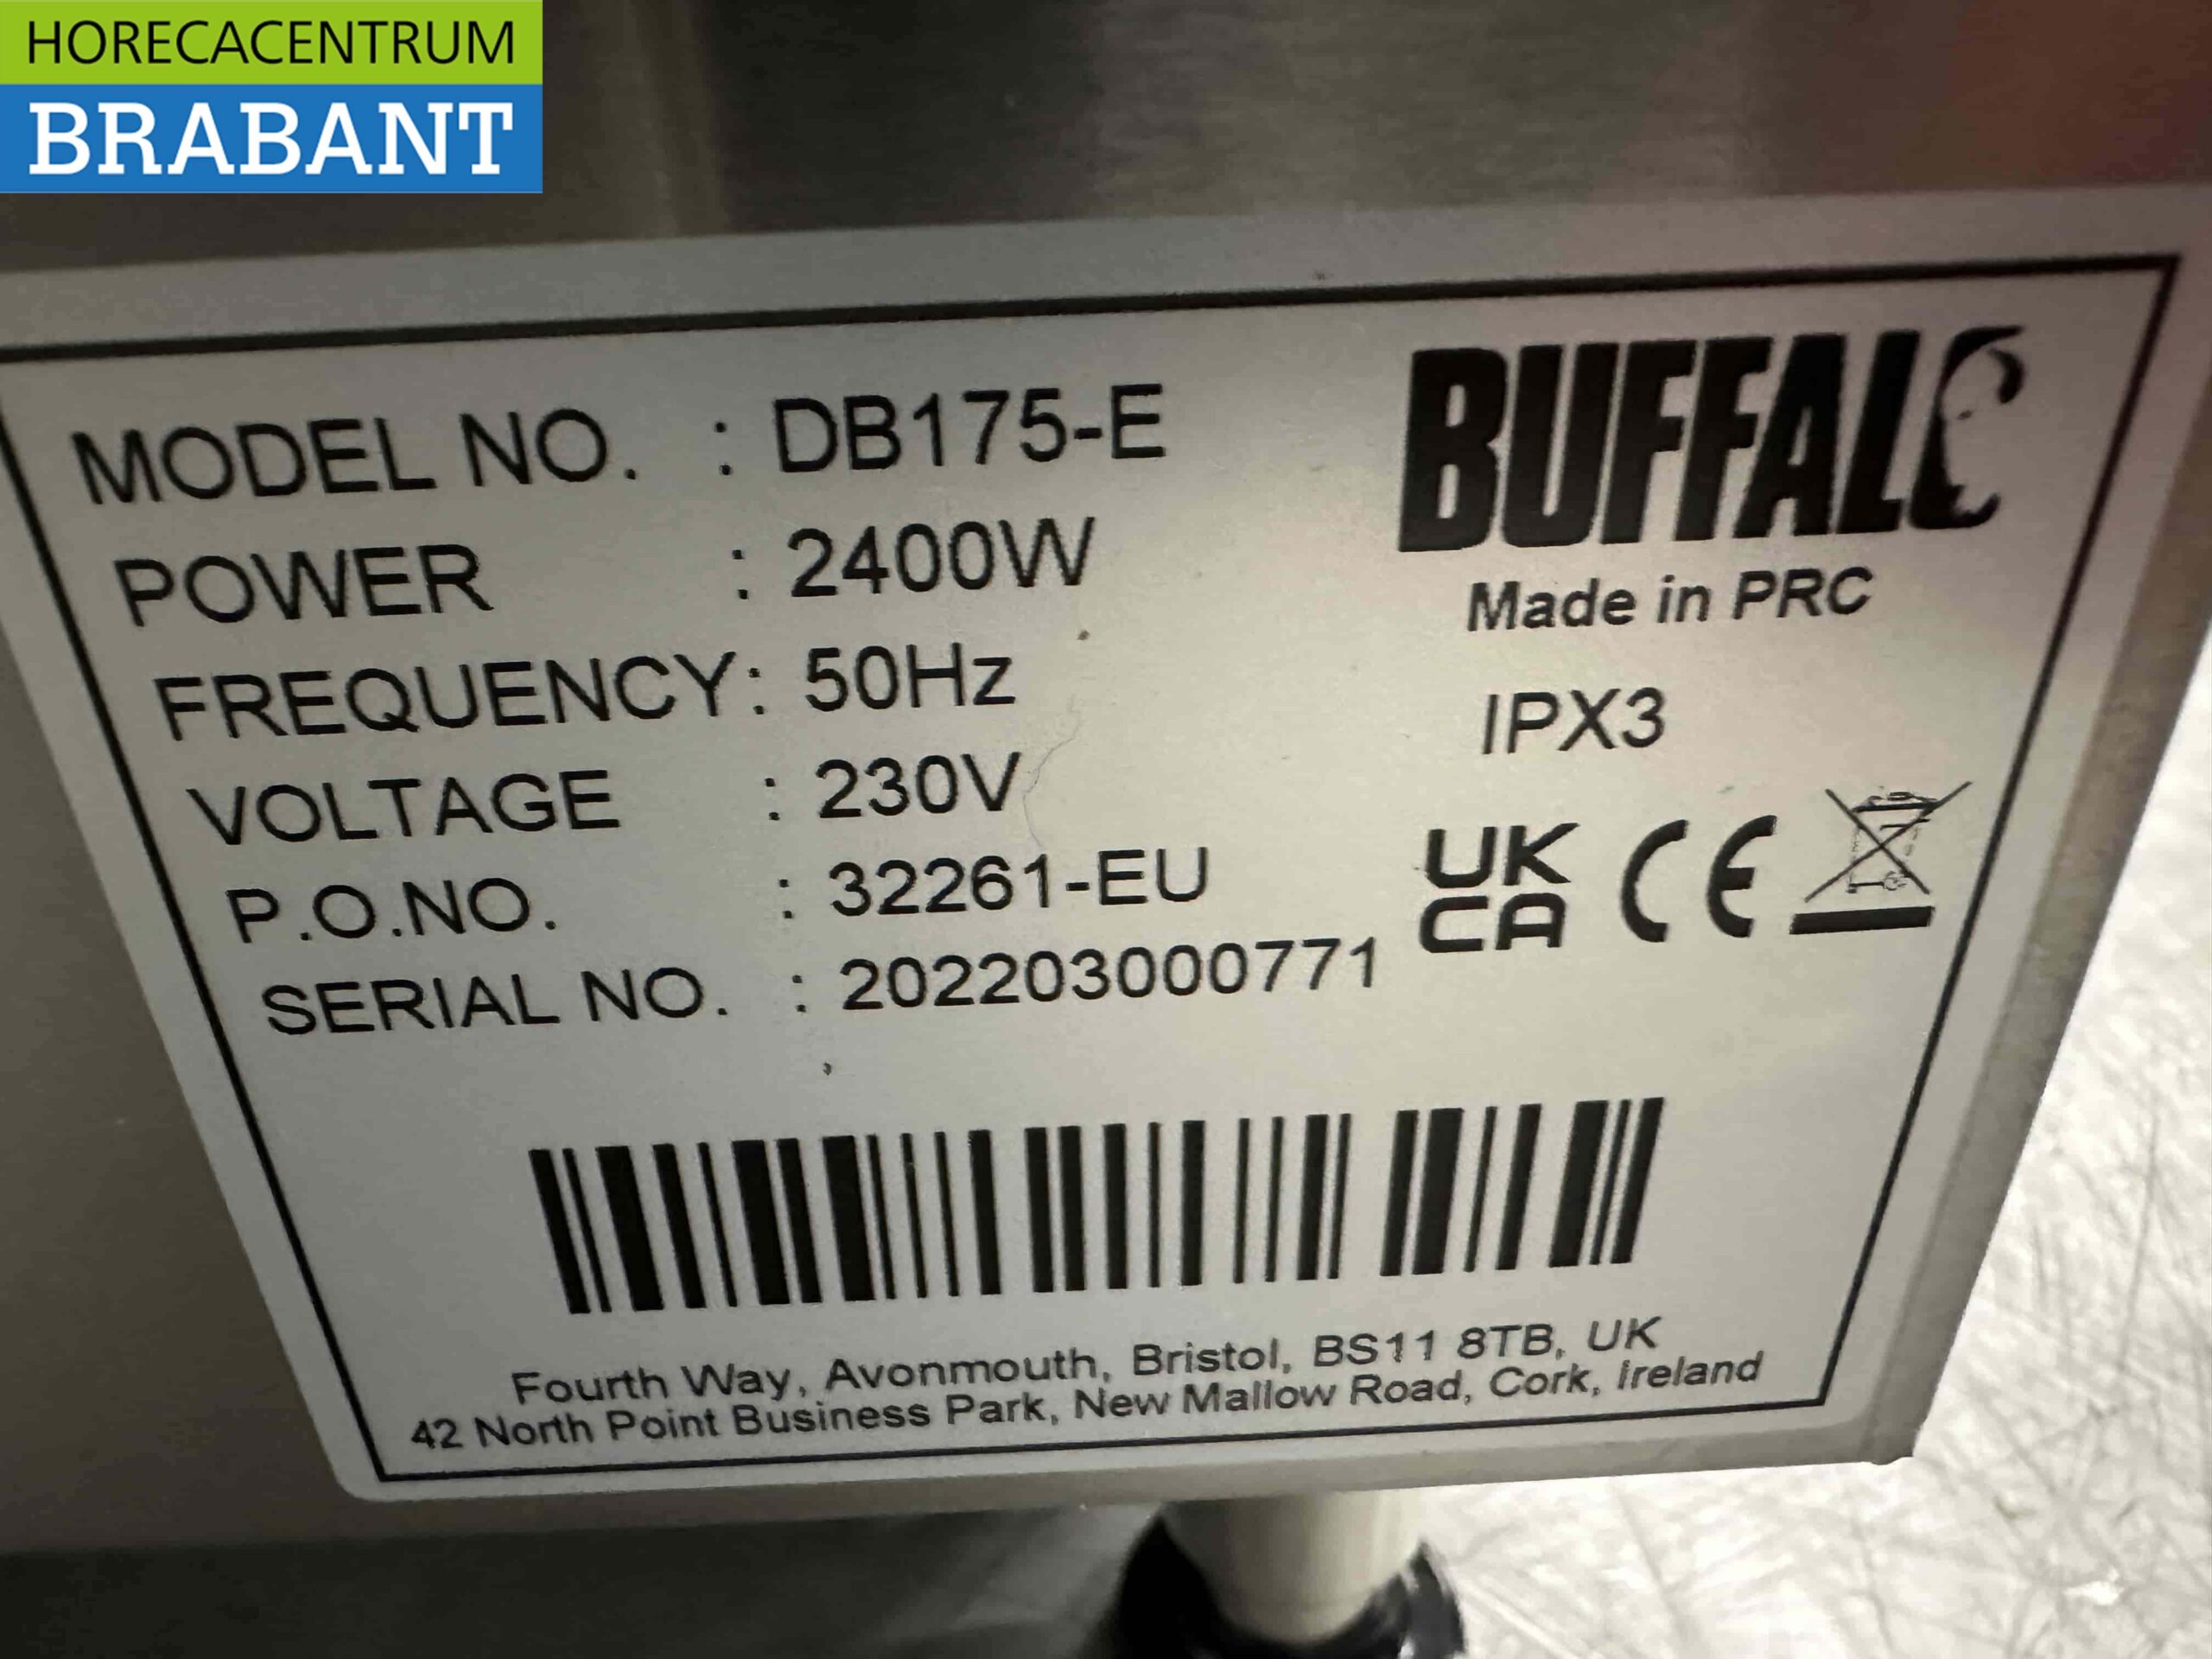 HORECACENTRUM
BRABANT
BUFFALO
MODEL NO. : DB175-E
POWER : 2400W
Made in PRC
FREQUENCY: 50Hz
IPX3
VOLTAGE : 230V
P.O.NO. : 32261-EU
UK
CA CE
SERIAL NO. : 202203000771
Fourth Way, Avonmouth, Bristol, BS11 8TB, UK
42 North Point Business Park, New Mallow Road, Cork, Ireland